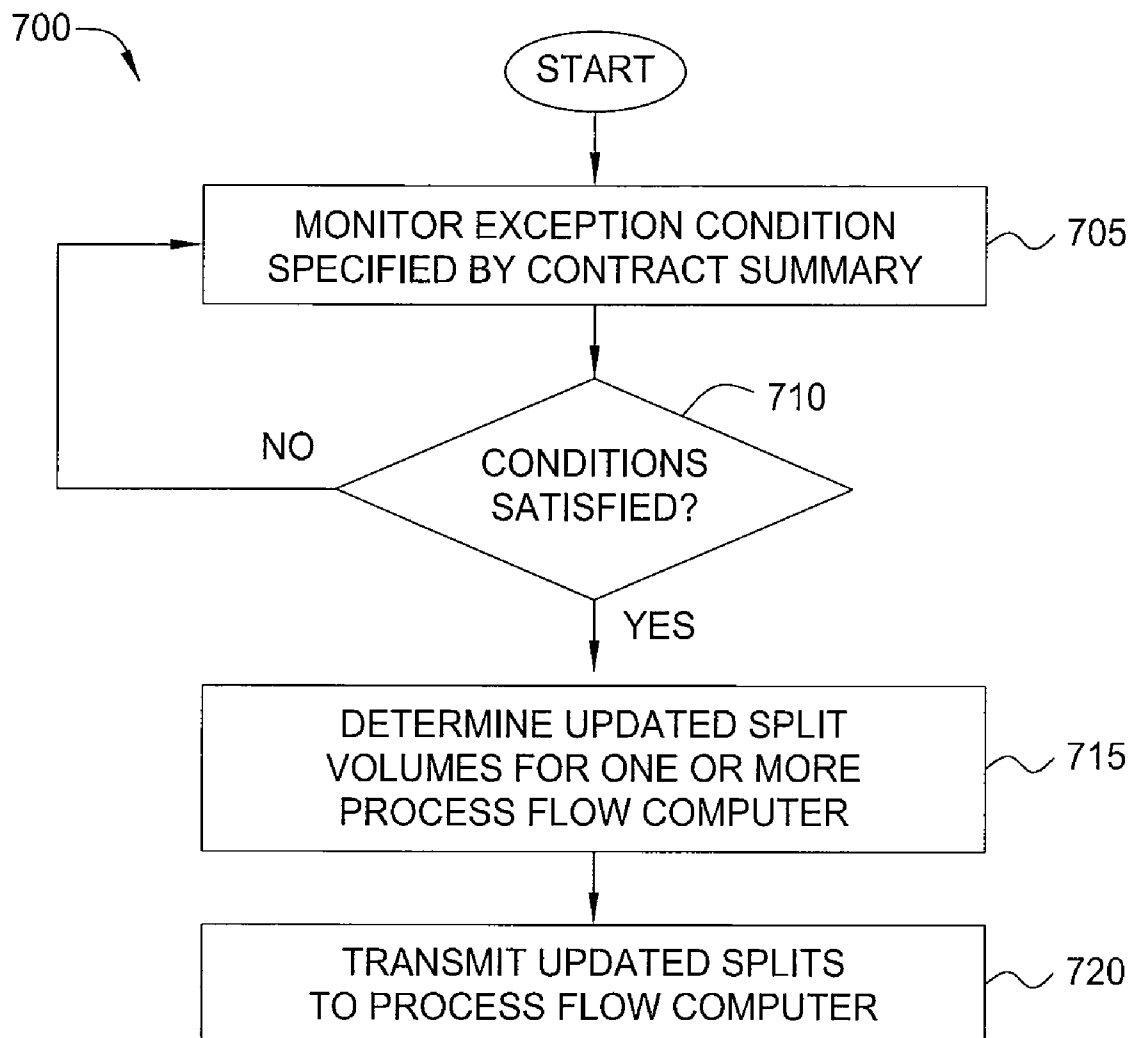 700
START
MONITOR EXCEPTION CONDITION
SPECIFIED BY CONTRACT SUMMARY
705
710
NO
CONDITIONS
SATISFIED?
YES
DETERMINE UPDATED SPLIT
VOLUMES FOR ONE OR MORE
PROCESS FLOW COMPUTER
715
TRANSMIT UPDATED SPLITS
TO PROCESS FLOW COMPUTER
720